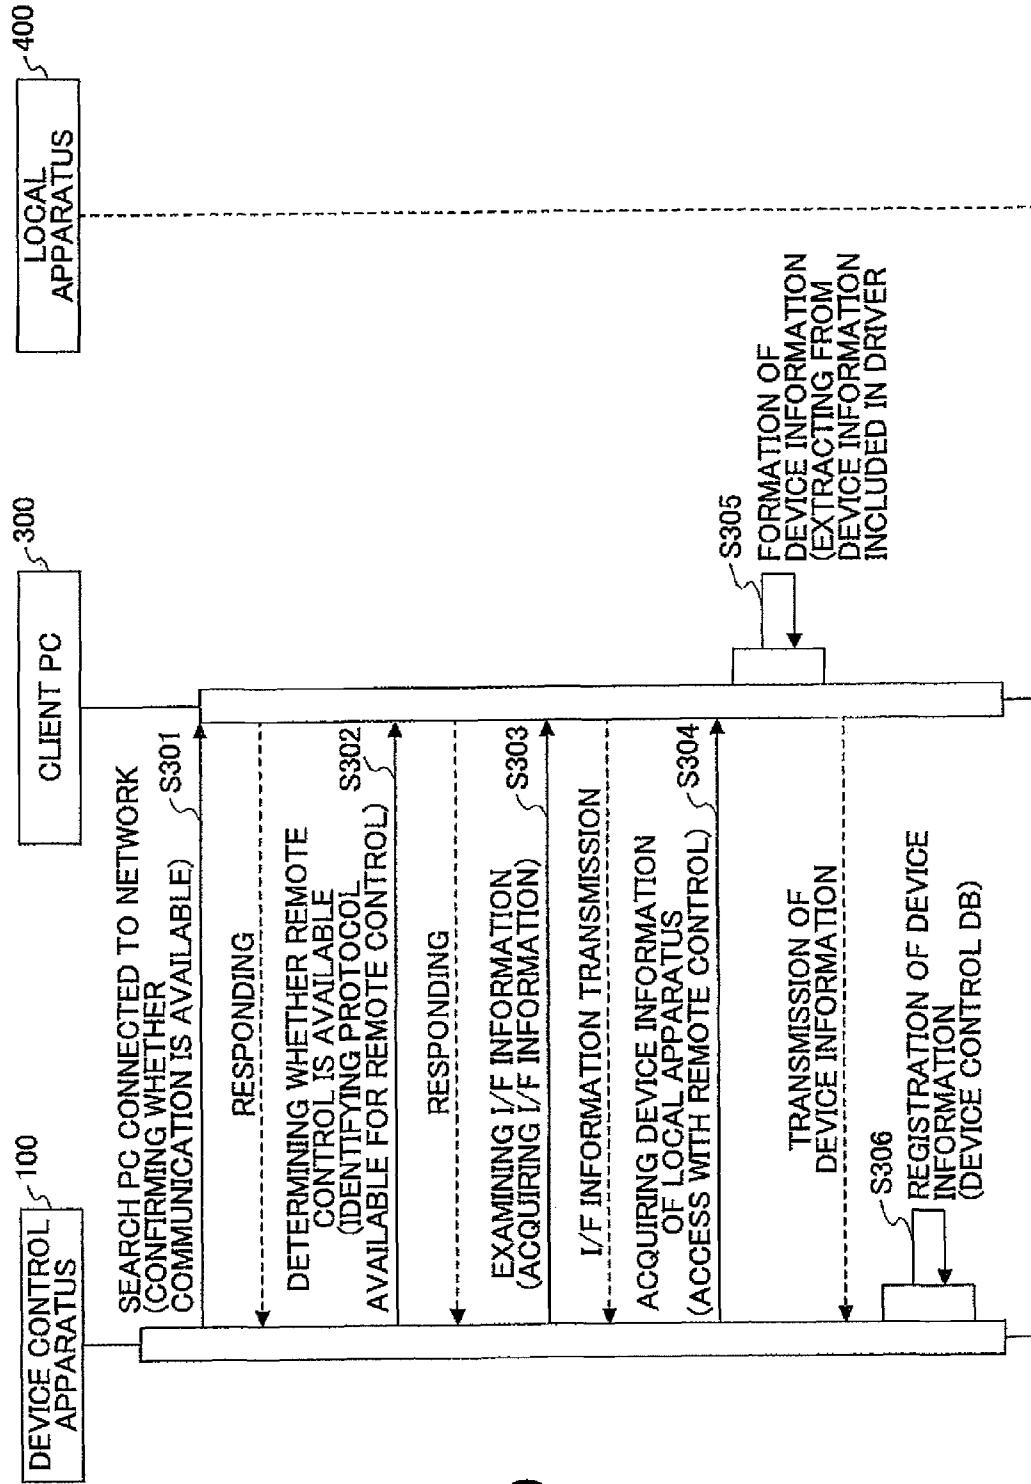 DEVICE CONTROL
APPARATUS
100
CLIENT PC
300
LOCAL
APPARATUS
400
SEARCH PC CONNECTED TO NETWORK
(CONFIRMING WHETHER
COMMUNICATION IS AVAILABLE)
S301
RESPONDING
DETERMINING WHETHER REMOTE
CONTROL IS AVAILABLE
(IDENTIFYING PROTOCOL
AVAILABLE FOR REMOTE CONTROL)
S302
RESPONDING
EXAMINING I/F INFORMATION
(ACQUIRING I/F INFORMATION)
S303
I/F INFORMATION TRANSMISSION
ACQUIRING DEVICE INFORMATION
OF LOCAL APPARATUS
(ACCESS WITH REMOTE CONTROL)
S304
S305
FORMATION OF
DEVICE INFORMATION
(EXTRACTING FROM
DEVICE INFORMATION
INCLUDED IN DRIVER
TRANSMISSION OF
DEVICE INFORMATION
S306
REGISTRATION OF DEVICE
INFORMATION
(DEVICE CONTROL DB)